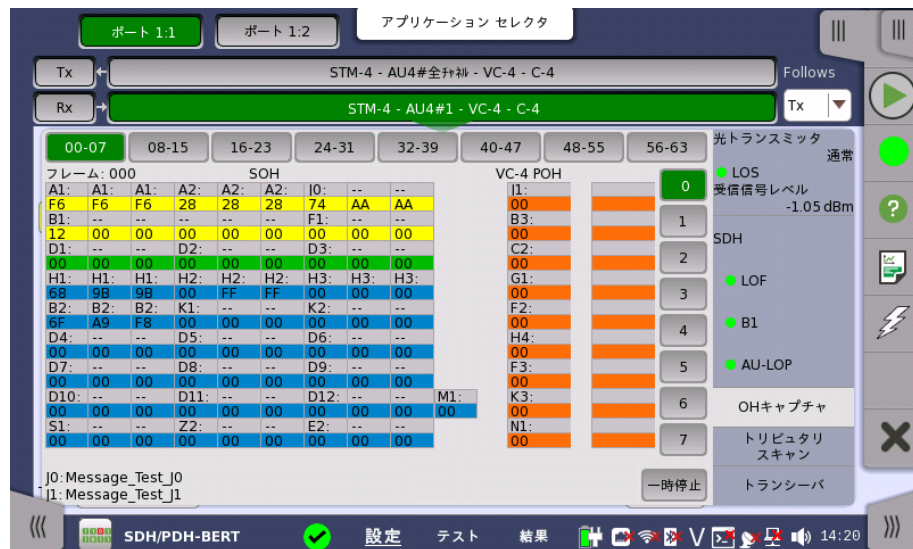 アプリケーション セレクタ
ポート 1:1 ポート 1:2
Tx STM-4 - AU4#全ﾁｬﾈﾙ - VC-4 - C-4 Follows
Rx STM-4 - AU4#1 - VC-4 - C-4 Tx
00-07 08-15 16-23 24-31 32-39 40-47 48-55 56-63
フレーム: 000 SOH VC-4 POH
A1: A1: A1: A2: A2: A2: J0: -- -- J1:
F6 F6 F6 28 28 28 74 AA AA 00
B1: -- -- -- -- -- F1: -- -- B3:
12 00 00 00 00 00 00 00 00 00
D1: -- -- D2: -- -- D3: -- -- C2:
00 00 00 00 00 00 00 00 00 00
H1: H1: H1: H2: H2: H2: H3: H3: H3: G1:
68 9B 9B 00 FF FF 00 00 00 00
B2: B2: B2: K1: -- -- K2: -- -- F2:
6F A9 F8 00 00 00 00 00 00 00
D4: -- -- D5: -- -- D6: -- -- H4:
00 00 00 00 00 00 00 00 00 00
D7: -- -- D8: -- -- D9: -- -- F3:
00 00 00 00 00 00 00 00 00 00
D10: -- -- D11: -- -- D12: -- -- M1: K3:
00 00 00 00 00 00 00 00 00 00 00
S1: -- -- Z2: -- -- E2: -- -- N1:
00 00 00 00 00 00 00 00 00 00
J0:Message_Test_J0
J1:Message_Test_J1
0
1
2
3
4
5
6
7
一時停止
光トランスミッタ
通常
LOS
受信信号レベル
-1.05 dBm
SDH
LOF
B1
AU-LOP
OHキャプチャ
トリビュタリ
スキャン
トランシーバ
SDH/PDH-BERT 設定 テスト 結果 V 14:20